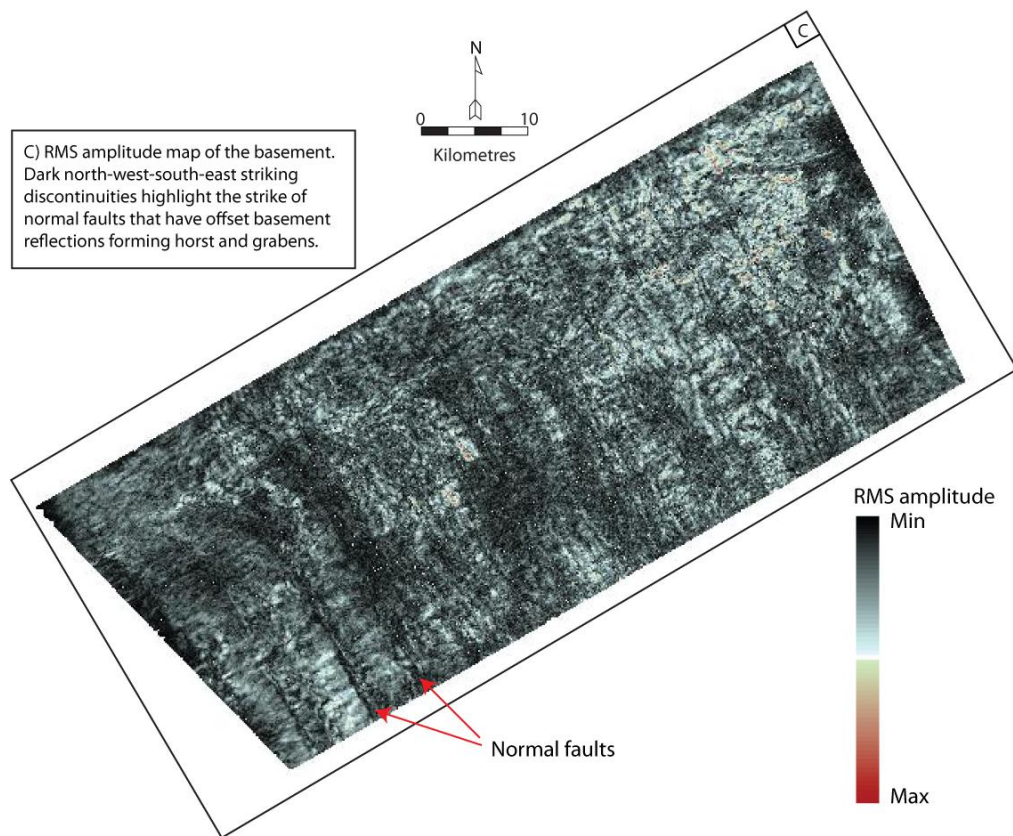 C
N
0 10
Kilometres
C) RMS amplitude map of the basement.
Dark north-west-south-east striking
discontinuities highlight the strike of
normal faults that have offset basement
reflections forming horst and grabens.
RMS amplitude
Min
Max
Normal faults